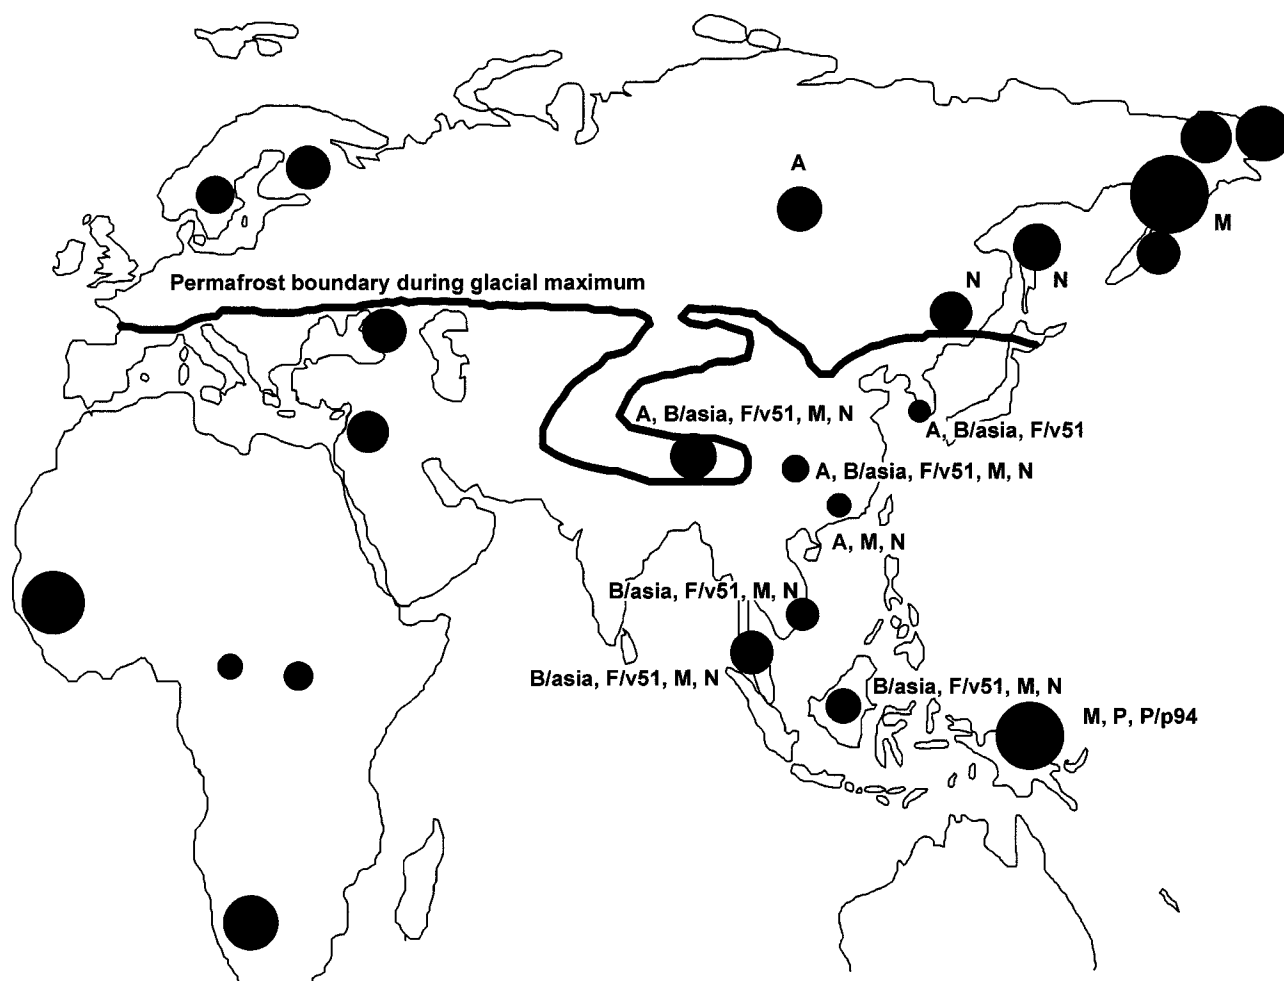 A
M
N
N
Permafrost boundary during glacial maximum
A, B/asia, F/v51, M, N
A, B/asia, F/v51
A, B/asia, F/v51, M, N
A, M, N
B/asia, F/v51, M, N
B/asia, F/v51, M, N
B/asia, F/v51, M, N
M, P, P/p94